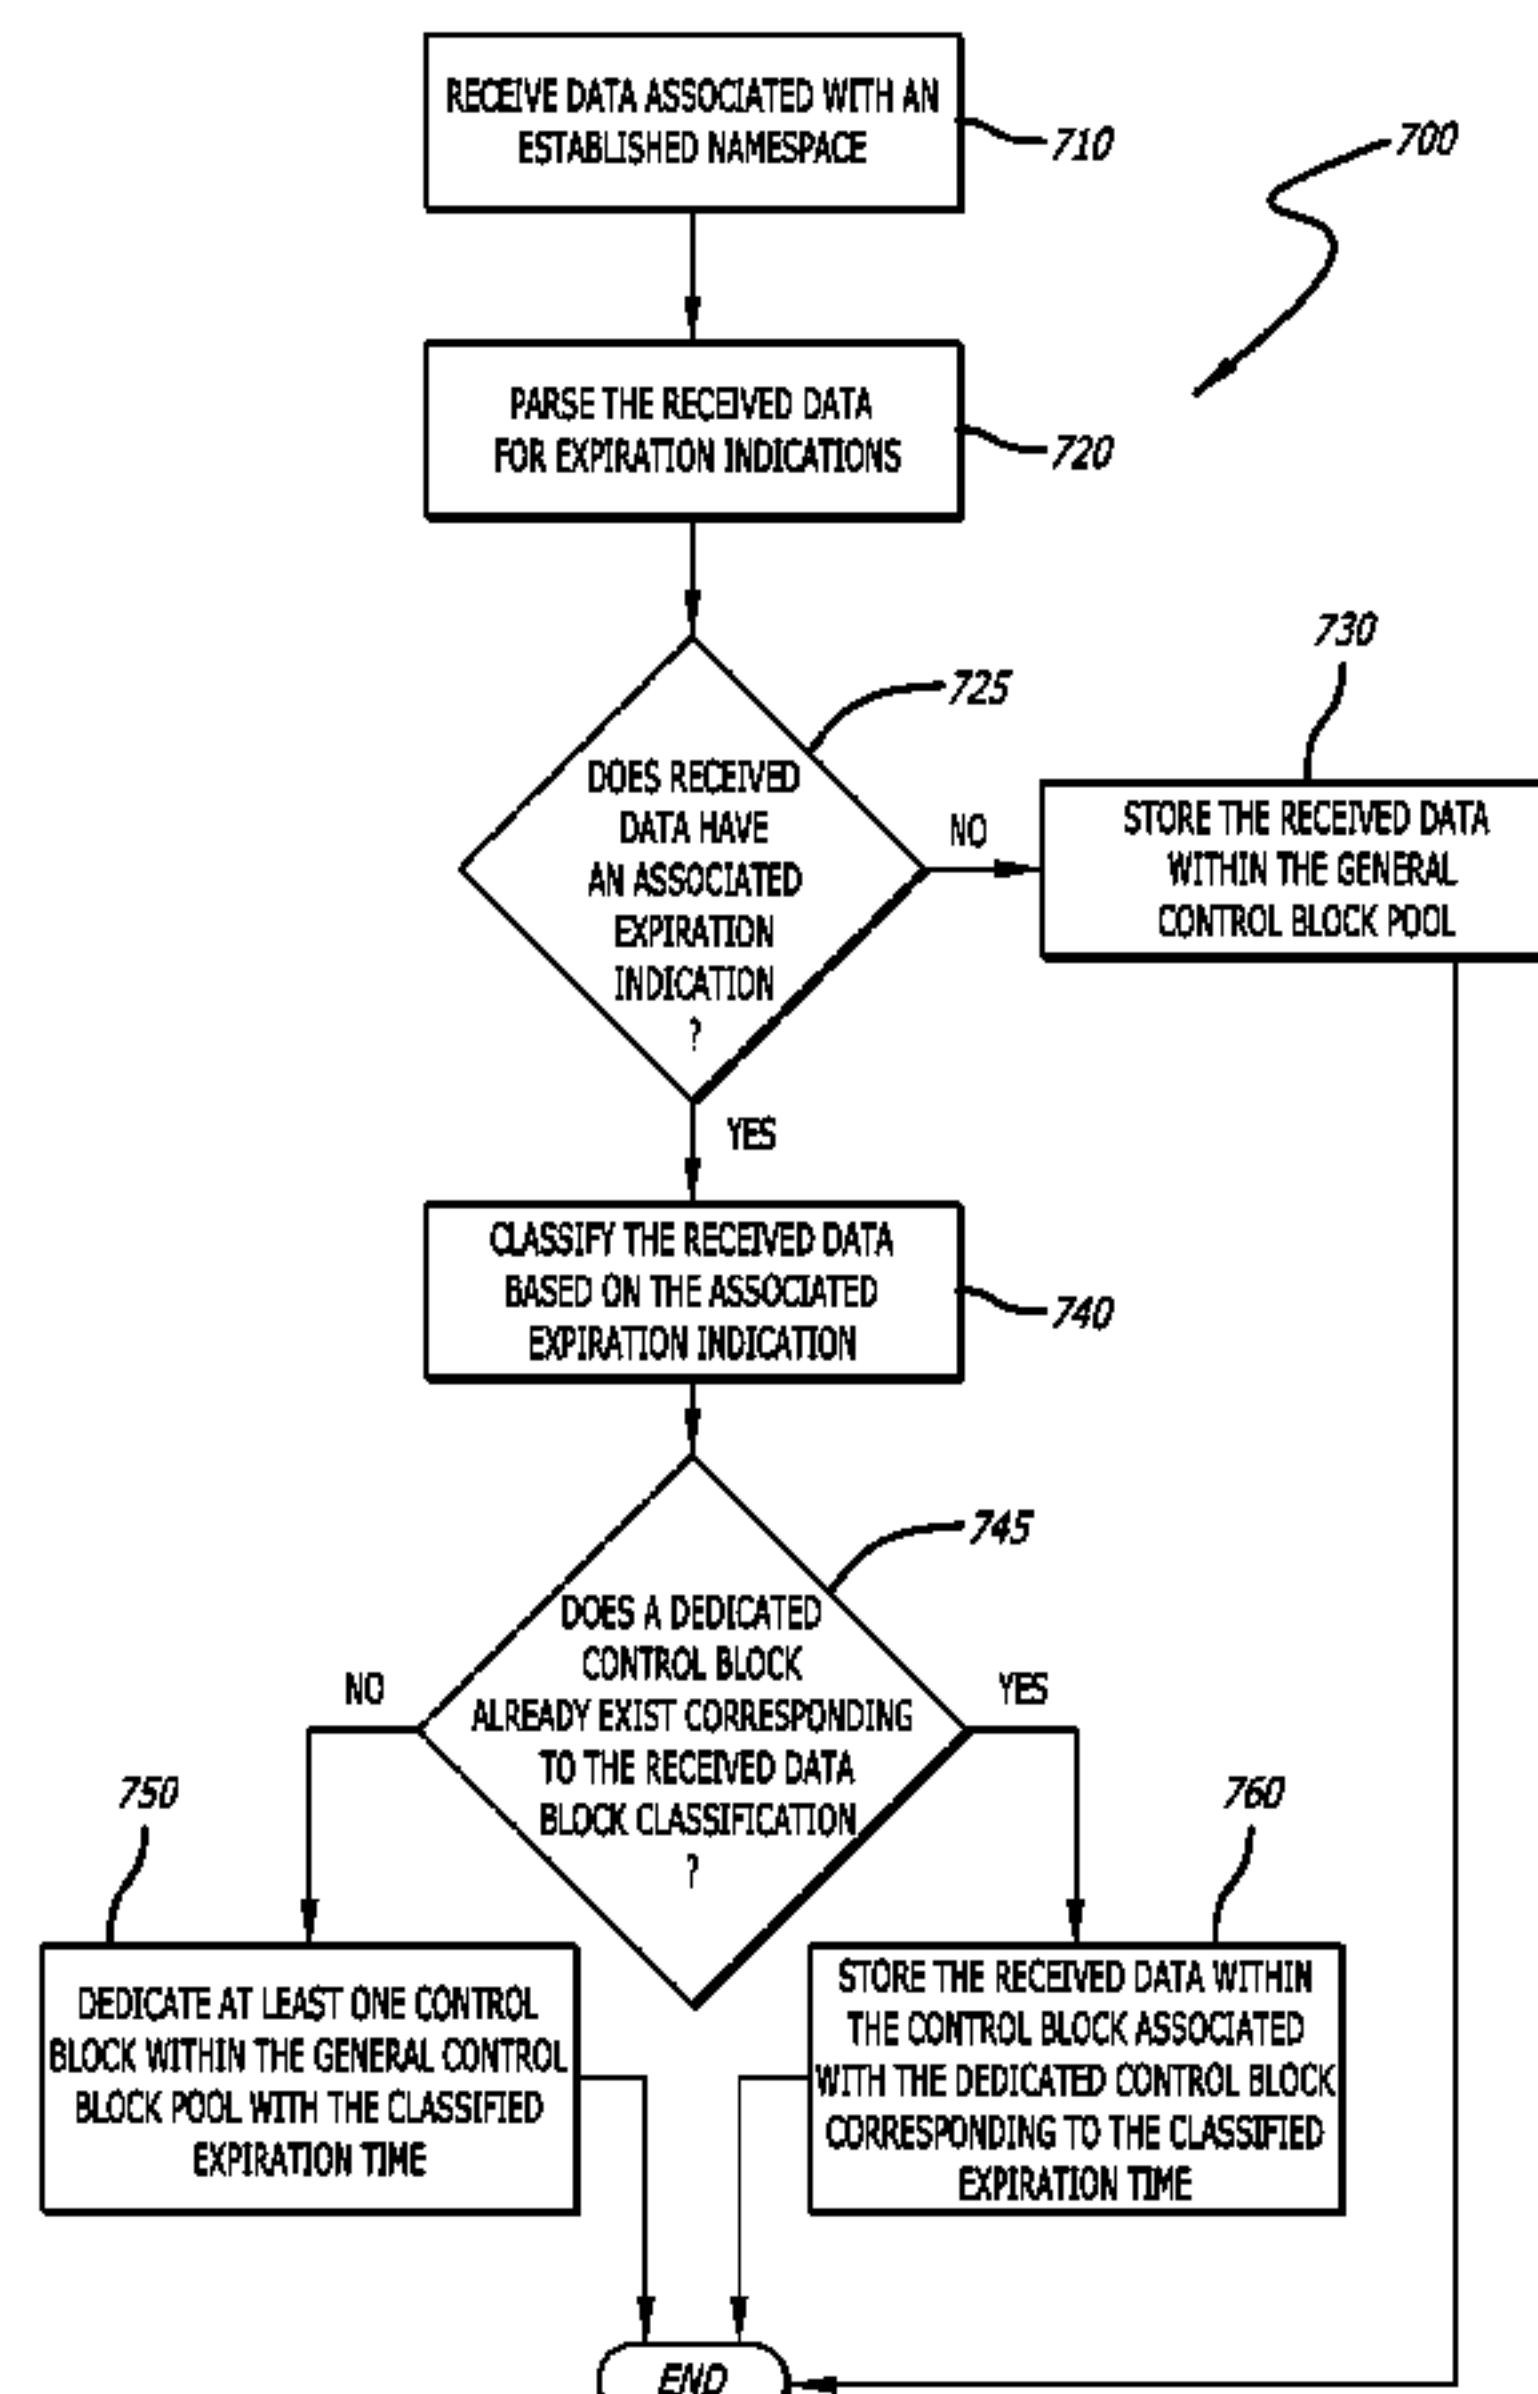 RECEIVE DATA ASSOCIATED WITH AN
ESTABLISHED NAMESPACE
710
700
PARSE THE RECEIVED DATA
FOR EXPIRATION INDICATIONS
720
730
725
DOES RECEIVED
DATA HAVE
AN ASSOCIATED
EXPIRATION
INDICATION
?
NO
STORE THE RECEIVED DATA
WITHIN THE GENERAL
CONTROL BLOCK POOL
YES
CLASSIFY THE RECEIVED DATA
BASED ON THE ASSOCIATED
EXPIRATION INDICATION
740
745
DOES A DEDICATED
CONTROL BLOCK
ALREADY EXIST CORRESPONDING
TO THE RECEIVED DATA
BLOCK CLASSIFICATION
?
NO
YES
750
760
DEDICATE AT LEAST ONE CONTROL
BLOCK WITHIN THE GENERAL CONTROL
BLOCK POOL WITH THE CLASSIFIED
EXPIRATION TIME
STORE THE RECEIVED DATA WITHIN
THE CONTROL BLOCK ASSOCIATED
WITH THE DEDICATED CONTROL BLOCK
CORRESPONDING TO THE CLASSIFIED
EXPIRATION TIME
END